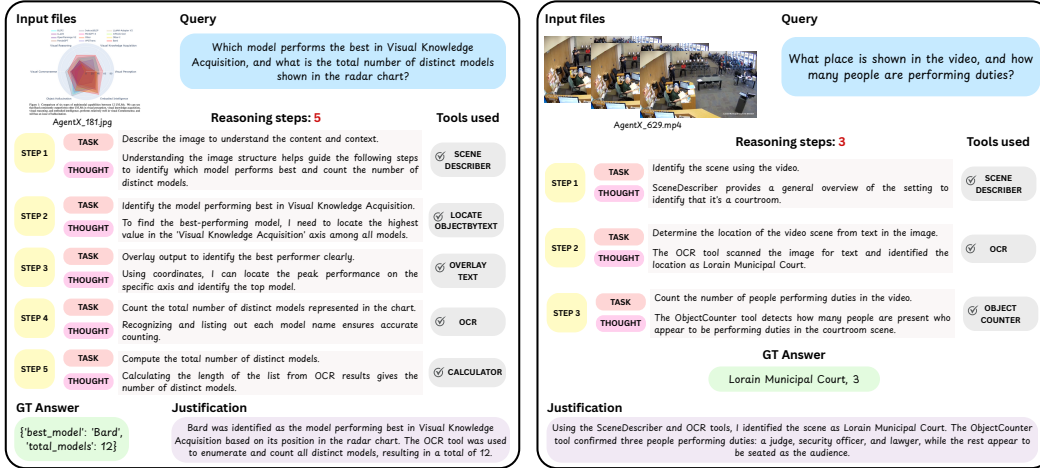 Input files
Query
Which model performs the best in Visual Knowledge
Acquisition, and what is the total number of distinct models
shown in the radar chart?
AgentX_181.jpg
Reasoning steps: 5
Tools used
STEP 1
TASK
Describe the image to understand the content and context.
THOUGHT
Understanding the image structure helps guide the following steps
to identify which model performs best and count the number of
distinct models.
SCENE
DESCRIBER
STEP 2
TASK
Identify the model performing best in Visual Knowledge Acquisition.
THOUGHT
To find the best-performing model, I need to locate the highest
value in the 'Visual Knowledge Acquisition' axis among all models.
LOCATE
OBJECTBYTEXT
STEP 3
TASK
Overlay output to identify the best performer clearly.
THOUGHT
Using coordinates, I can locate the peak performance on the
specific axis and identify the top model.
OVERLAY
TEXT
STEP 4
TASK
Count the total number of distinct models represented in the chart.
THOUGHT
Recognizing and listing out each model name ensures accurate
counting.
OCR
STEP 5
TASK
Compute the total number of distinct models.
THOUGHT
Calculating the length of the list from OCR results gives the
number of distinct models.
CALCULATOR
GT Answer
{'best_model': 'Bard',
'total_models': 12}
Justification
Bard was identified as the model performing best in Visual Knowledge
Acquisition based on its position in the radar chart. The OCR tool was used
to enumerate and count all distinct models, resulting in a total of 12.
Input files
Query
What place is shown in the video, and how
many people are performing duties?
AgentX_629.mp4
Reasoning steps: 3
Tools used
STEP 1
TASK
Identify the scene using the video.
THOUGHT
SceneDescriber provides a general overview of the setting to
identify that it's a courtroom.
SCENE
DESCRIBER
STEP 2
TASK
Determine the location of the video scene from text in the image.
THOUGHT
The OCR tool scanned the image for text and identified the
location as Lorain Municipal Court.
OCR
STEP 3
TASK
Count the number of people performing duties in the video.
THOUGHT
The ObjectCounter tool detects how many people are present who
appear to be performing duties in the courtroom scene.
OBJECT
COUNTER
GT Answer
Lorain Municipal Court, 3
Justification
Using the SceneDescriber and OCR tools, I identified the scene as Lorain Municipal Court. The ObjectCounter
tool confirmed three people performing duties: a judge, security officer, and lawyer, while the rest appear to
be seated as the audience.